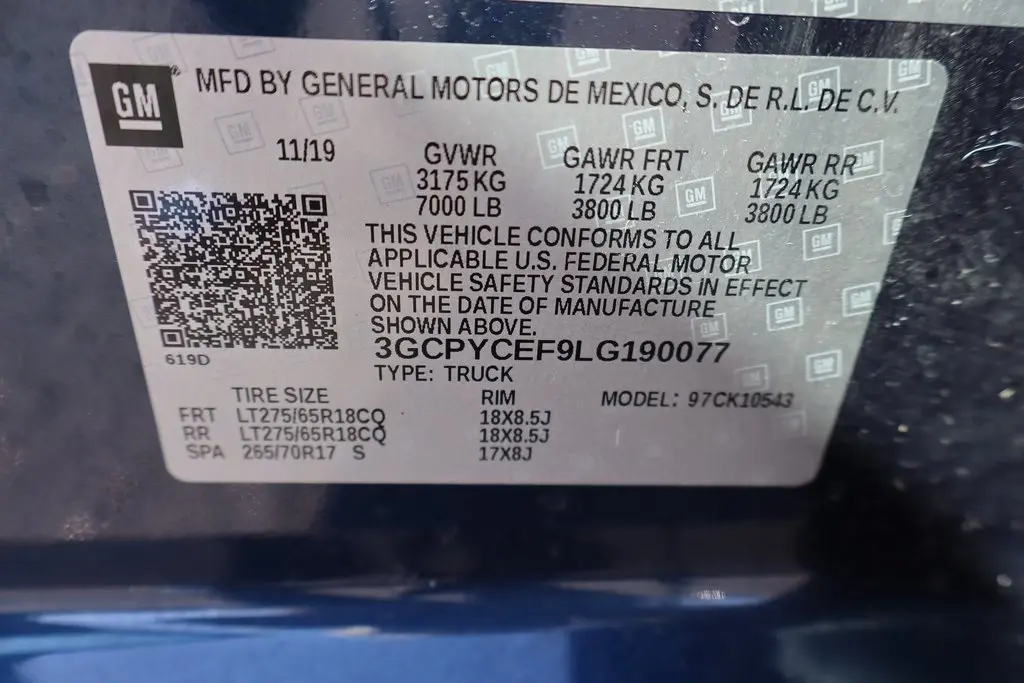 GM
MFD BY GENERAL MOTORS DE MEXICO, S. DE R.L. DE C.V.
11/19 GVWR GAWR FRT GAWR RR
3175 KG 1724 KG 1724 KG
7000 LB 3800 LB 3800 LB
THIS VEHICLE CONFORMS TO ALL
APPLICABLE U.S. FEDERAL MOTOR
VEHICLE SAFETY STANDARDS IN EFFECT
ON THE DATE OF MANUFACTURE
SHOWN ABOVE.
619D
3GCPYCEF9LG190077
TYPE: TRUCK
TIRE SIZE RIM MODEL: 97CK10543
FRT LT275/65R18CQ 18X8.5J
RR LT275/65R18CQ 18X8.5J
SPA 265/70R17 S 17X8J